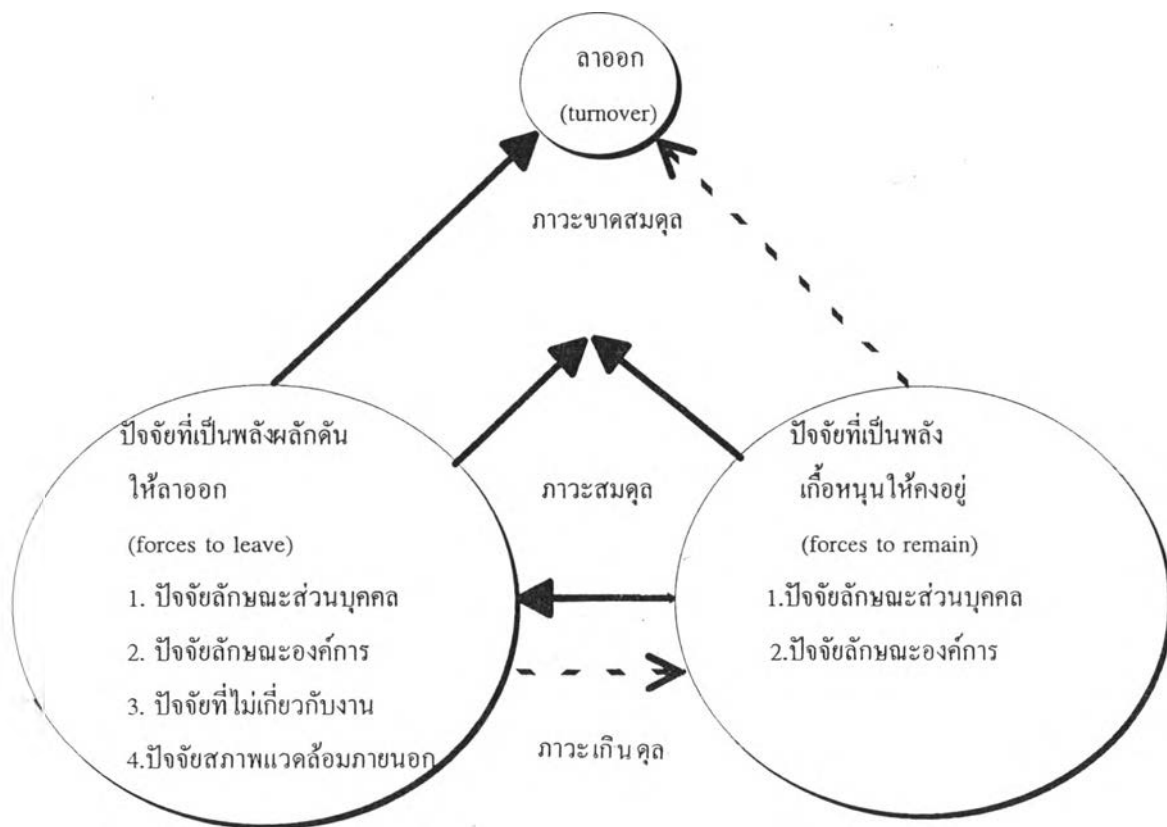 ลาออก
(turnover)
ภาวะขาดสมดุล
ปัจจัยที่เป็นพลังผลักดัน
ให้ลาออก
(forces to leave)
1. ปัจจัยลักษณะส่วนบุคคล
2. ปัจจัยลักษณะองค์การ
3. ปัจจัยที่ไม่เกี่ยวกับงาน
4.ปัจจัยสภาพแวดล้อมภายนอก
ภาวะสมดุล
ภาวะเกินดุล
ปัจจัยที่เป็นพลัง
เกื้อหนุนให้คงอยู่
(forces to remain)
1.ปัจจัยลักษณะส่วนบุคคล
2.ปัจจัยลักษณะองค์การ